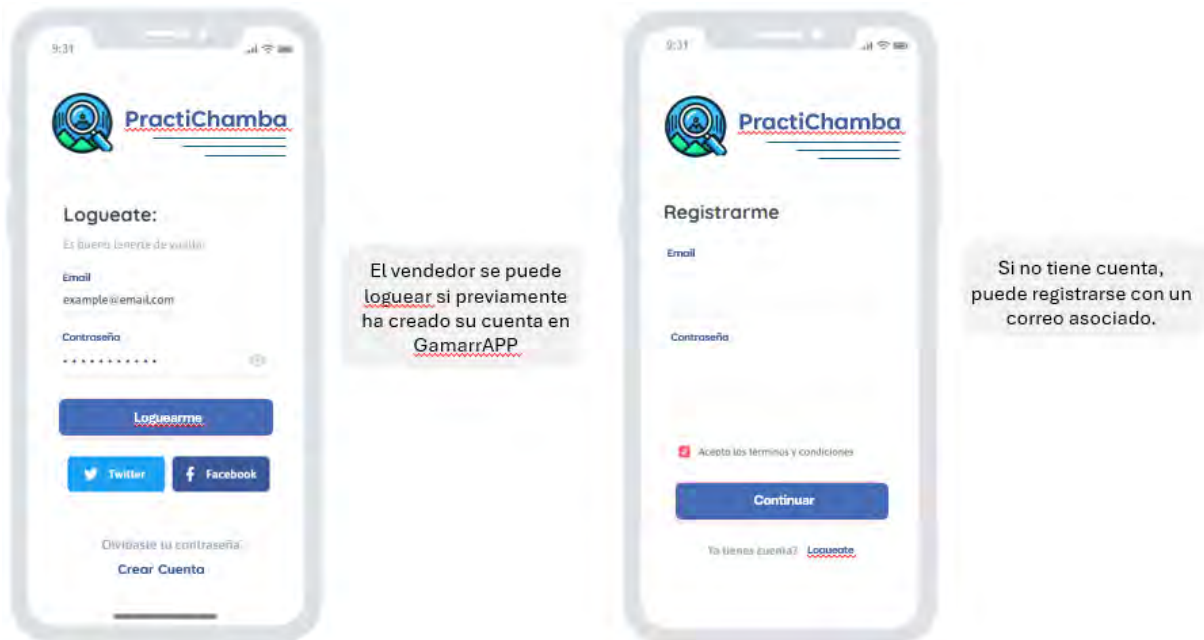 9:31
PractiChamba
Logueate:
Es bueno tenerte de vuelta!
Email
example@email.com
Contraseña
Loguearme
Twitter
Facebook
Olvidaste tu contraseña
Crear Cuenta
El vendedor se puede
loguear si previamente
ha creado su cuenta en
GamarrAPP
9:31
PractiChamba
Registrarme
Email
Contraseña
Acepto los términos y condiciones
Continuar
Ya tienes cuenta? Logueate
Si no tiene cuenta,
puede registrarse con un
correo asociado.